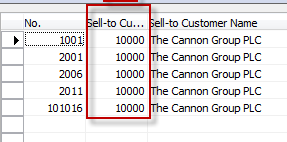 No. Sell-to Cu... Sell-to Customer Name
1001 10000 The Cannon Group PLC
2001 10000 The Cannon Group PLC
2006 10000 The Cannon Group PLC
2011 10000 The Cannon Group PLC
101016 10000 The Cannon Group PLC